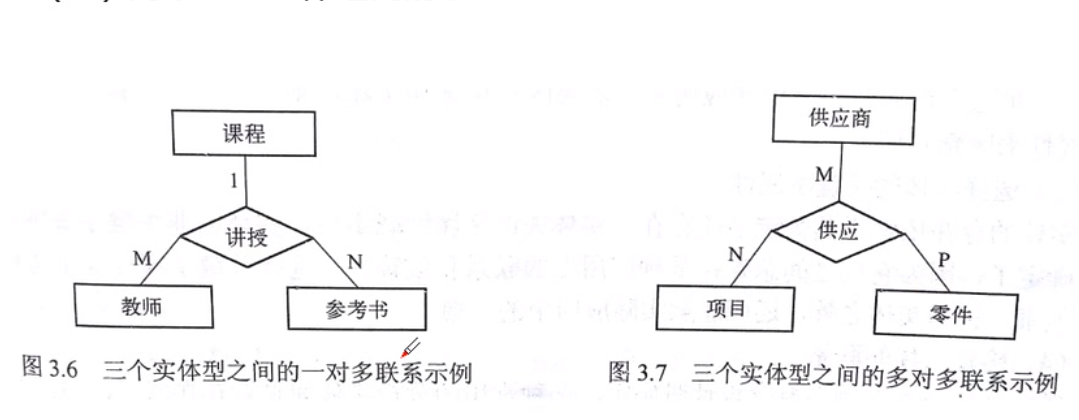 课程
1
讲授
M
N
教师
参考书
图 3.6 三个实体型之间的一对多联系示例
供应商
M
供应
N
P
项目
零件
图 3.7 三个实体型之间的多对多联系示例